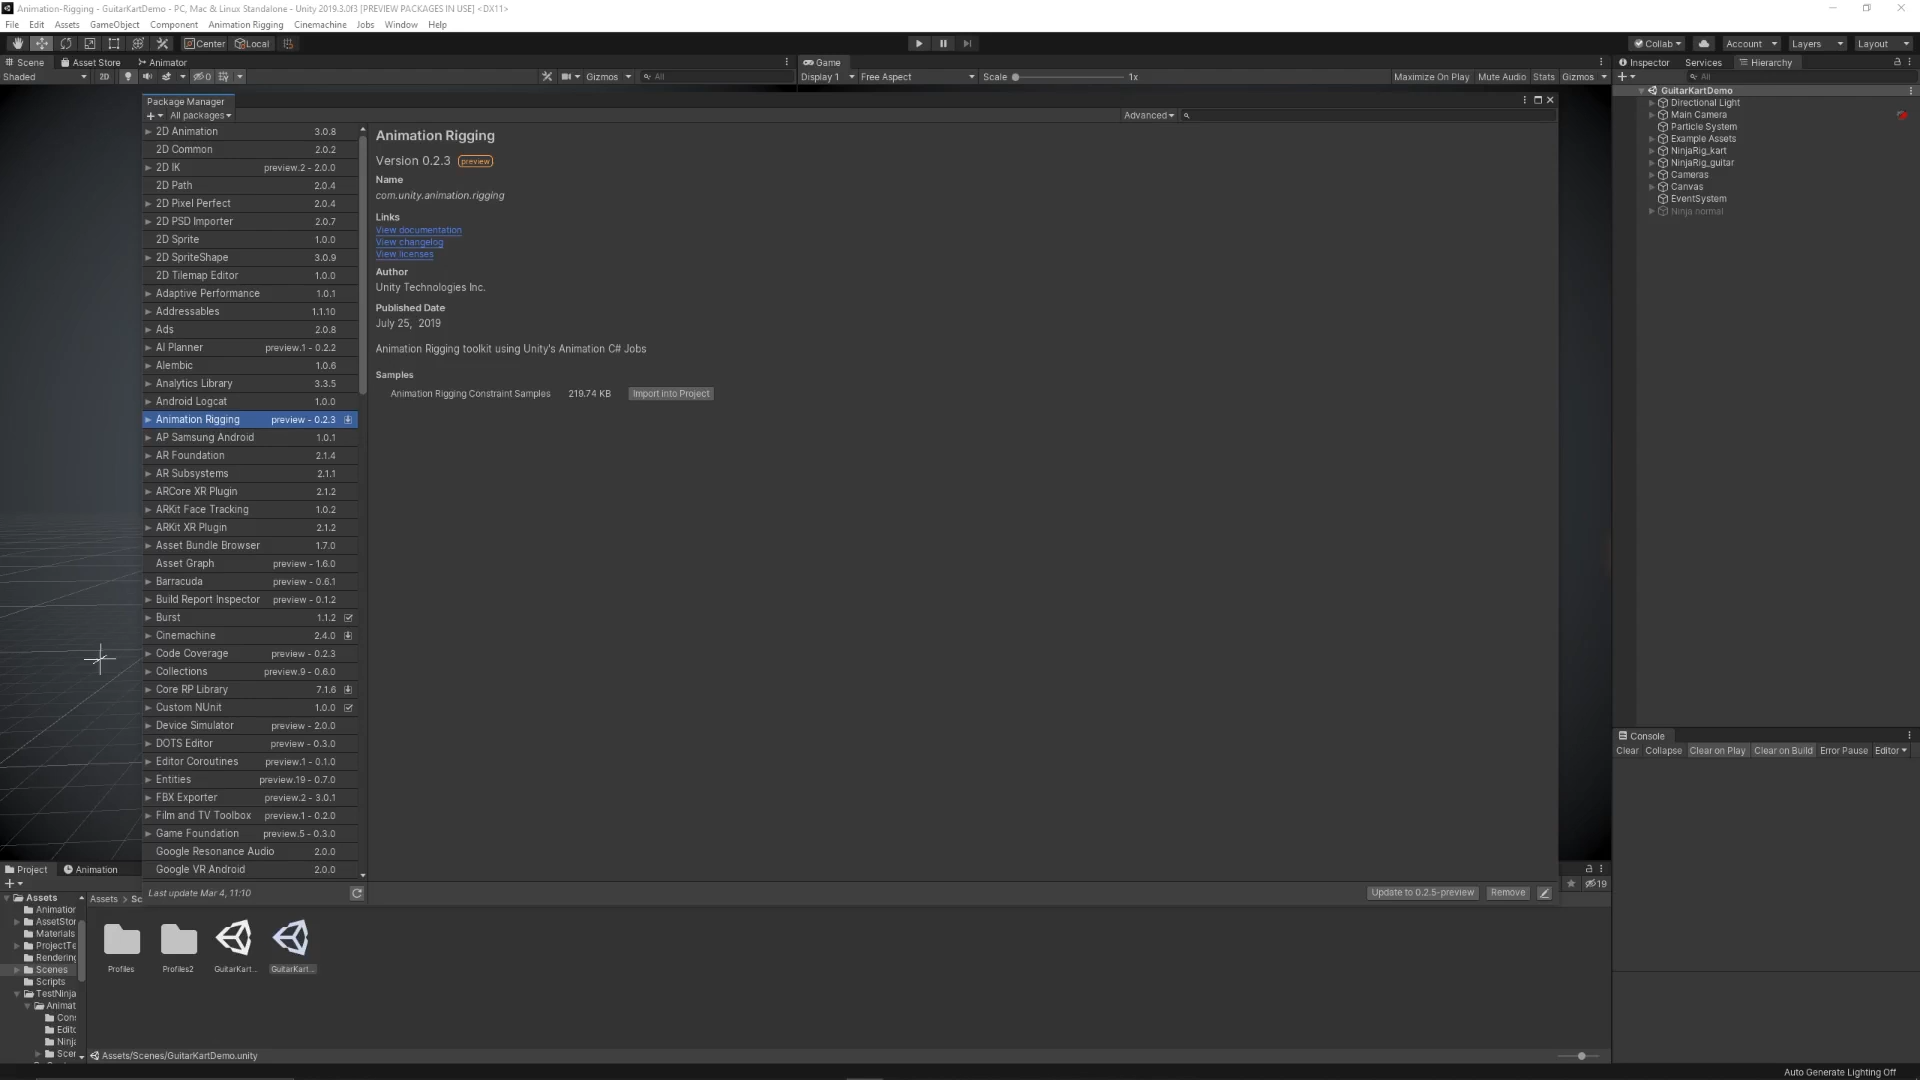 Animation-Rigging - GuitarKartDemo - PC, Mac & Linux Standalone - Unity 2019.3.0f3 [PREVIEW PACKAGES IN USE] <DX11>
File Edit Assets GameObject Component Animation Rigging Cinemachine Jobs Window Help
Center Local Collab Account Layers Layout
Scene Asset Store Animator Game Inspector Services Hierarchy
Shaded 2D 0 Gizmos All Display 1 Free Aspect Scale 1x Maximize On Play Mute Audio Stats Gizmos All
GuitarKartDemo
Directional Light
Main Camera
Particle System
Example Assets
NinjaRig_kart
NinjaRig_guitar
Cameras
Canvas
EventSystem
Ninja normal
Package Manager
All packages Advanced
2D Animation 3.0.8
2D Common 2.0.2
2D IK preview.2 - 2.0.0
2D Path 2.0.4
2D Pixel Perfect 2.0.4
2D PSD Importer 2.0.7
2D Sprite 1.0.0
2D SpriteShape 3.0.9
2D Tilemap Editor 1.0.0
Adaptive Performance 1.0.1
Addressables 1.1.10
Ads 2.0.8
AI Planner preview.1 - 0.2.2
Alembic 1.0.6
Analytics Library 3.3.5
Android Logcat 1.0.0
Animation Rigging preview - 0.2.3
AP Samsung Android 1.0.1
AR Foundation 2.1.4
AR Subsystems 2.1.1
ARCore XR Plugin 2.1.2
ARKit Face Tracking 1.0.2
ARKit XR Plugin 2.1.2
Asset Bundle Browser 1.7.0
Asset Graph preview - 1.6.0
Barracuda preview - 0.6.1
Build Report Inspector preview - 0.1.2
Burst 1.1.2
Cinemachine 2.4.0
Code Coverage preview - 0.2.3
Collections preview.9 - 0.6.0
Core RP Library 7.1.6
Custom NUnit 1.0.0
Device Simulator preview - 2.0.0
DOTS Editor preview - 0.3.0
Editor Coroutines preview.1 - 0.1.0
Entities preview.19 - 0.7.0
FBX Exporter preview.2 - 3.0.1
Film and TV Toolbox preview.1 - 0.2.0
Game Foundation preview.5 - 0.3.0
Google Resonance Audio 2.0.0
Google VR Android 2.0.0
Last update Mar 4, 11:10
Animation Rigging
Version 0.2.3 preview
Name
com.unity.animation.rigging
Links
View documentation
View changelog
View licenses
Author
Unity Technologies Inc.
Published Date
July 25, 2019
Animation Rigging toolkit using Unity's Animation C# Jobs
Samples
Animation Rigging Constraint Samples 219.74 KB Import into Project
Update to 0.2.5-preview Remove
Console
Clear Collapse Clear on Play Clear on Build Error Pause Editor
Project Animation
19
Assets
Animation
AssetStor
Materials
ProjectTe
Rendering
Scenes
Scripts
TestNinja
Animat
Con
Edito
Ninja
Scer
Assets > Sc
Profiles Profiles2 GuitarKart... GuitarKart...
Assets/Scenes/GuitarKartDemo.unity
Auto Generate Lighting Off